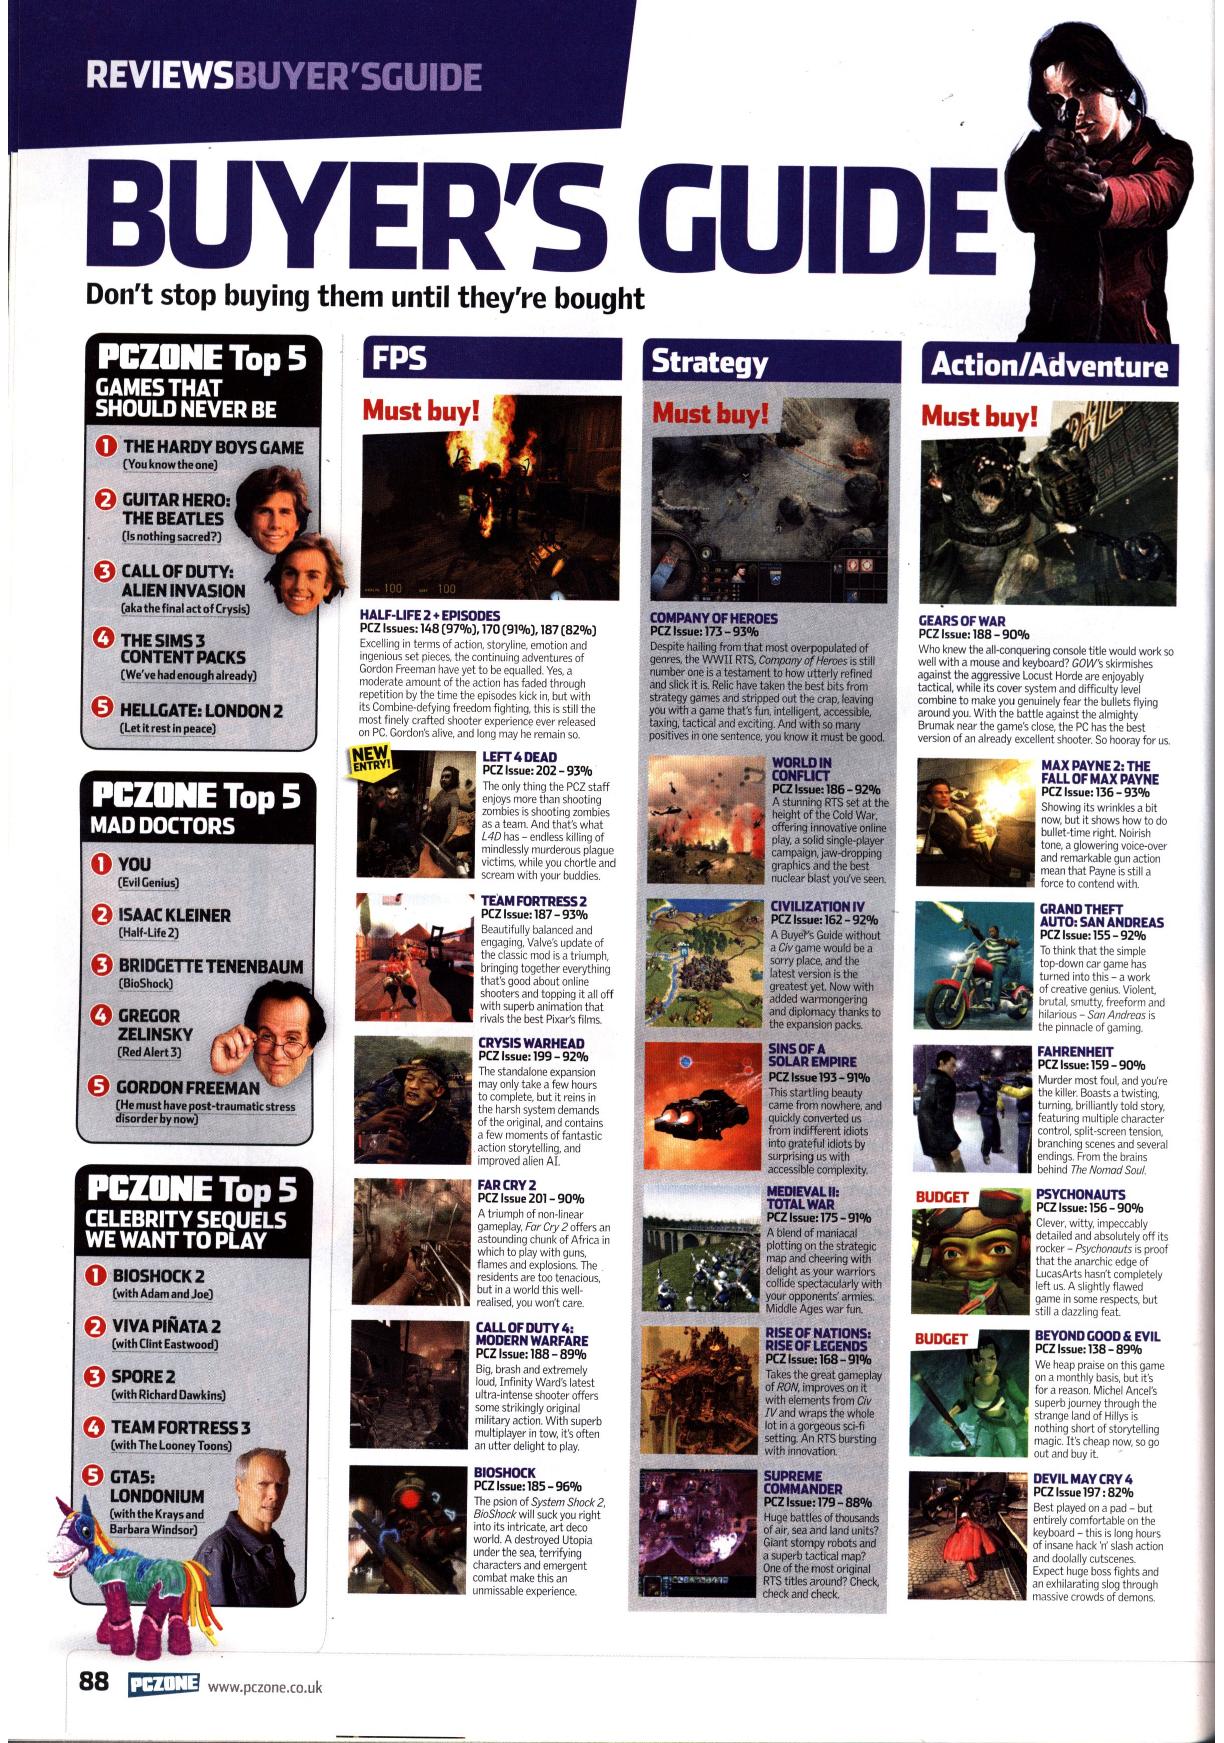 REVIEWSBUYER'SGUIDE
BUYER'S GUIDE
Don't stop buying them until they're bought
PCZONE Top 5
GAMES THAT
SHOULD NEVER BE
1 THE HARDY BOYS GAME
(You know the one)
2 GUITAR HERO:
THE BEATLES
(Is nothing sacred?)
3 CALL OF DUTY:
ALIEN INVASION
(aka the final act of Crysis)
4 THE SIMS 3
CONTENT PACKS
(We've had enough already)
5 HELLGATE: LONDON 2
(Let it rest in peace)
PCZONE Top 5
MAD DOCTORS
1 YOU
(Evil Genius)
2 ISAAC KLEINER
(Half-Life 2)
3 BRIDGETTE TENENBAUM
(BioShock)
4 GREGOR
ZELINSKY
(Red Alert 3)
5 GORDON FREEMAN
(He must have post-traumatic stress
disorder by now)
PCZONE Top 5
CELEBRITY SEQUELS
WE WANT TO PLAY
1 BIOSHOCK 2
(with Adam and Joe)
2 VIVA PIÑATA 2
(with Clint Eastwood)
3 SPORE 2
(with Richard Dawkins)
4 TEAM FORTRESS 3
(with The Looney Toons)
5 GTA5:
LONDONIUM
(with the Krays and
Barbara Windsor)
FPS
Must buy!
100 100
HALF-LIFE 2 + EPISODES
PCZ Issues: 148 (97%), 170 (91%), 187 (82%)
Excelling in terms of action, storyline, emotion and
ingenious set pieces, the continuing adventures of
Gordon Freeman have yet to be equalled. Yes, a
moderate amount of the action has faded through
repetition by the time the episodes kick in, but with
its Combine-defying freedom fighting, this is still the
most finely crafted shooter experience ever released
on PC. Gordon's alive, and long may he remain so.
NEW
ENTRY!
LEFT 4 DEAD
PCZ Issue: 202 – 93%
The only thing the PCZ staff
enjoys more than shooting
zombies is shooting zombies
as a team. And that's what
L4D has – endless killing of
mindlessly murderous plague
victims, while you chortle and
scream with your buddies.
TEAM FORTRESS 2
PCZ Issue: 187 – 93%
Beautifully balanced and
engaging, Valve's update of
the classic mod is a triumph,
bringing together everything
that's good about online
shooters and topping it all off
with superb animation that
rivals the best Pixar's films.
CRYSIS WARHEAD
PCZ Issue: 199 – 92%
The standalone expansion
may only take a few hours
to complete, but it reins in
the harsh system demands
of the original, and contains
a few moments of fantastic
action storytelling, and
improved alien AI.
FAR CRY 2
PCZ Issue 201 – 90%
A triumph of non-linear
gameplay, Far Cry 2 offers an
astounding chunk of Africa in
which to play with guns,
flames and explosions. The
residents are too tenacious,
but in a world this well-
realised, you won't care.
CALL OF DUTY 4:
MODERN WARFARE
PCZ Issue: 188 – 89%
Big, brash and extremely
loud, Infinity Ward's latest
ultra-intense shooter offers
some strikingly original
military action. With superb
multiplayer in tow, it's often
an utter delight to play.
BIOSHOCK
PCZ Issue: 185 – 96%
The psion of System Shock 2,
BioShock will suck you right
into its intricate, art deco
world. A destroyed Utopia
under the sea, terrifying
characters and emergent
combat make this an
unmissable experience.
Strategy
Must buy!
COMPANY OF HEROES
PCZ Issue: 173 – 93%
Despite hailing from that most overpopulated of
genres, the WWII RTS, Company of Heroes is still
number one is a testament to how utterly refined
and slick it is. Relic have taken the best bits from
strategy games and stripped out the crap, leaving
you with a game that's fun, intelligent, accessible,
taxing, tactical and exciting. And with so many
positives in one sentence, you know it must be good.
WORLD IN
CONFLICT
PCZ Issue: 186 – 92%
A stunning RTS set at the
height of the Cold War,
offering innovative online
play, a solid single-player
campaign, jaw-dropping
graphics and the best
nuclear blast you've seen.
CIVILIZATION IV
PCZ Issue: 162 – 92%
A Buyer's Guide without
a Civ game would be a
sorry place, and the
latest version is the
greatest yet. Now with
added warmongering
and diplomacy thanks to
the expansion packs.
SINS OF A
SOLAR EMPIRE
PCZ Issue 193 – 91%
This startling beauty
came from nowhere, and
quickly converted us
from indifferent idiots
into grateful idiots by
surprising us with
accessible complexity.
MEDIEVAL II:
TOTAL WAR
PCZ Issue: 175 – 91%
A blend of maniacal
plotting on the strategic
map and cheering with
delight as your warriors
collide spectacularly with
your opponents' armies.
Middle Ages war fun.
RISE OF NATIONS:
RISE OF LEGENDS
PCZ Issue: 168 – 91%
Takes the great gameplay
of RON, improves on it
with elements from Civ
IV and wraps the whole
lot in a gorgeous sci-fi
setting. An RTS bursting
with innovation.
SUPREME
COMMANDER
PCZ Issue: 179 – 88%
Huge battles of thousands
of air, sea and land units?
Giant stompy robots and
a superb tactical map?
One of the most original
RTS titles around? Check,
check and check.
Action/Adventure
Must buy!
GEARS OF WAR
PCZ Issue: 188 – 90%
Who knew the all-conquering console title would work so
well with a mouse and keyboard? GOW's skirmishes
against the aggressive Locust Horde are enjoyably
tactical, while its cover system and difficulty level
combine to make you genuinely fear the bullets flying
around you. With the battle against the almighty
Brumak near the game's close, the PC has the best
version of an already excellent shooter. So hooray for us.
MAX PAYNE 2: THE
FALL OF MAX PAYNE
PCZ Issue: 136 – 93%
Showing its wrinkles a bit
now, but it shows how to do
bullet-time right. Noirish
tone, a glowering voice-over
and remarkable gun action
mean that Payne is still a
force to contend with.
GRAND THEFT
AUTO: SAN ANDREAS
PCZ Issue: 155 – 92%
To think that the simple
top-down car game has
turned into this – a work
of creative genius. Violent,
brutal, smutty, freeform and
hilarious – San Andreas is
the pinnacle of gaming.
FAHRENHEIT
PCZ Issue: 159 – 90%
Murder most foul, and you're
the killer. Boasts a twisting,
turning, brilliantly told story,
featuring multiple character
control, split-screen tension,
branching scenes and several
endings. From the brains
behind The Nomad Soul.
BUDGET
PSYCHONAUTS
PCZ Issue: 156 – 90%
Clever, witty, impeccably
detailed and absolutely off its
rocker – Psychonauts is proof
that the anarchic edge of
LucasArts hasn't completely
left us. A slightly flawed
game in some respects, but
still a dazzling feat.
BUDGET
BEYOND GOOD & EVIL
PCZ Issue: 138 – 89%
We heap praise on this game
on a monthly basis, but it's
for a reason. Michel Ancel's
superb journey through the
strange land of Hillys is
nothing short of storytelling
magic. It's cheap now, so go
out and buy it.
DEVIL MAY CRY 4
PCZ Issue 197 : 82%
Best played on a pad – but
entirely comfortable on the
keyboard – this is long hours
of insane hack 'n' slash action
and doolally cutscenes.
Expect huge boss fights and
an exhilarating slog through
massive crowds of demons.
88 PCZONE www.pczone.co.uk